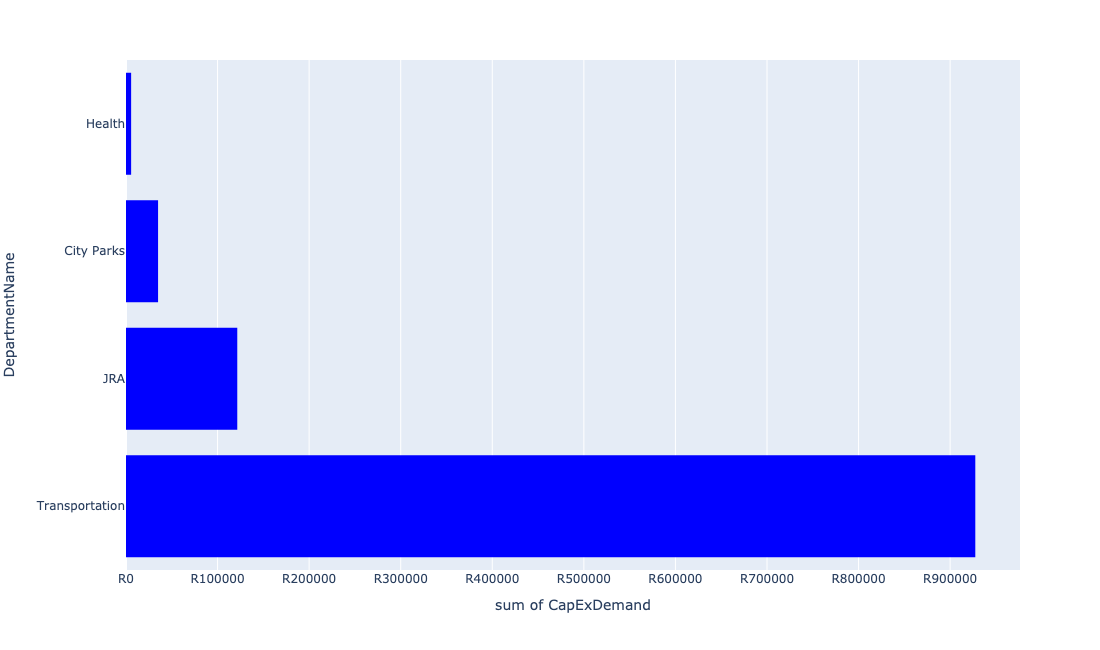 Health
City Parks
JRA
Transportation
DepartmentName
R0 R100000 R200000 R300000 R400000 R500000 R600000 R700000 R800000 R900000
sum of CapExDemand